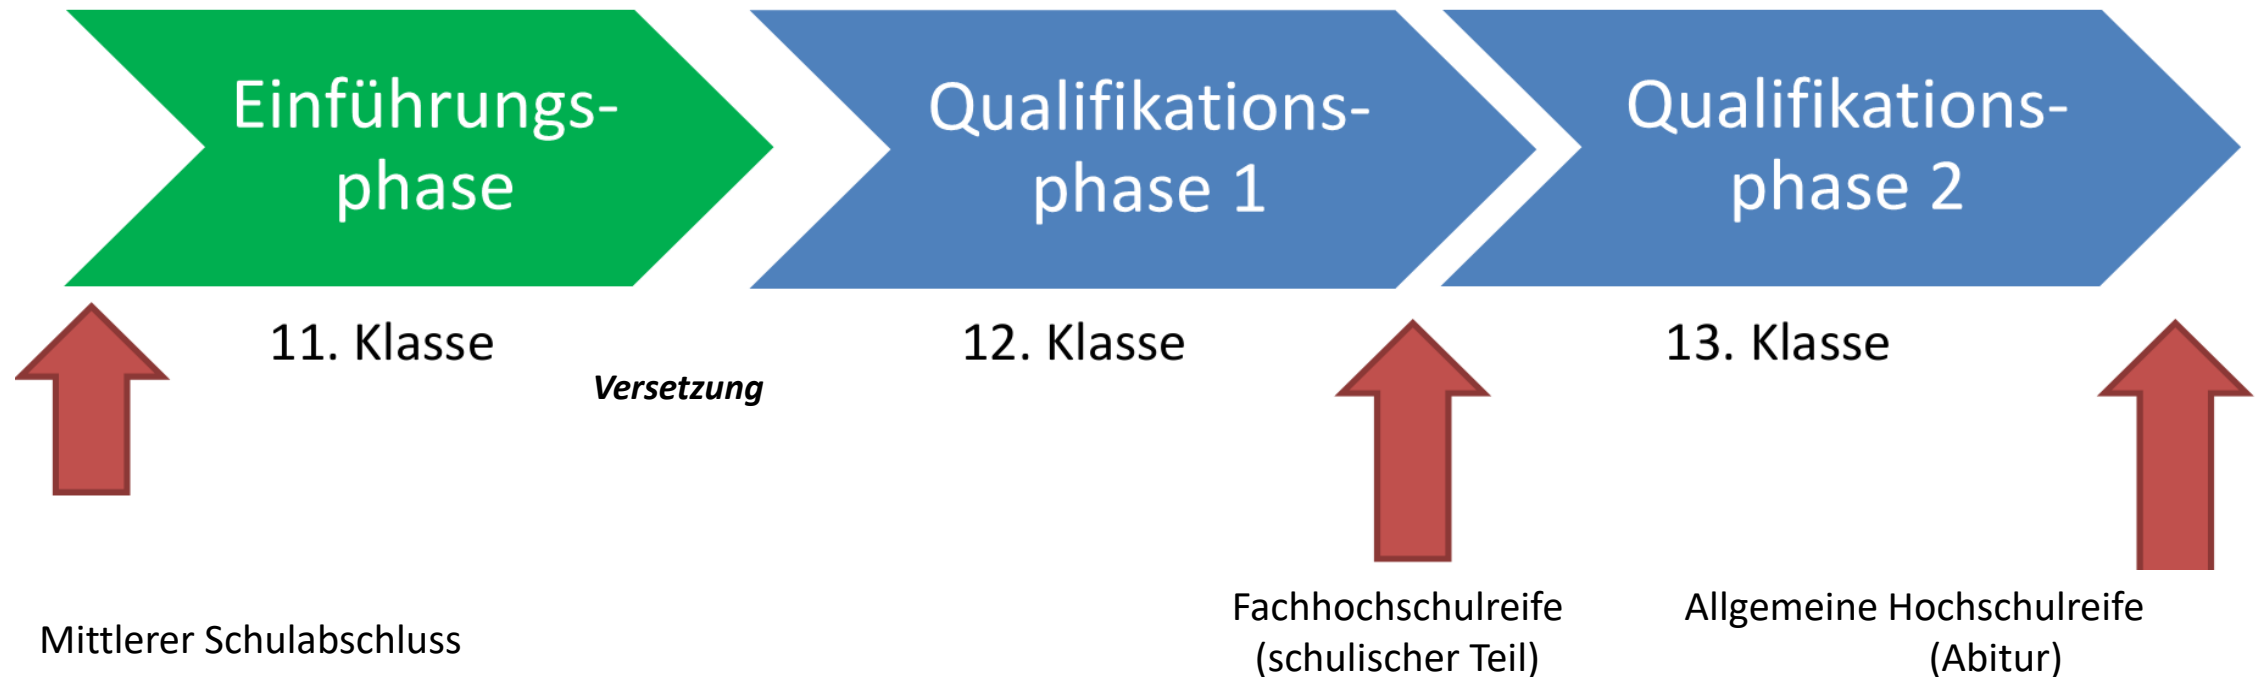 Einführungs-
phase
Qualifikations-
phase 1
Qualifikations-
phase 2
11. Klasse
12. Klasse
13. Klasse
Versetzung
Mittlerer Schulabschluss
Fachhochschulreife
(schulischer Teil)
Allgemeine Hochschulreife
(Abitur)